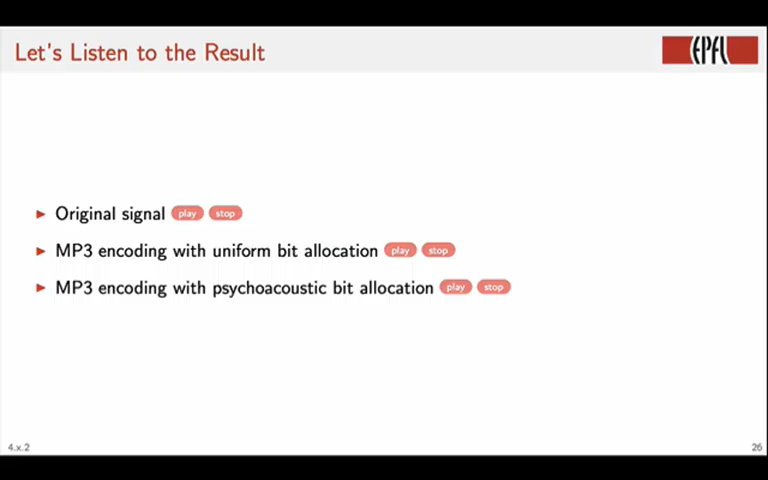 Let's Listen to the Result
EPFL
Original signal play stop
MP3 encoding with uniform bit allocation play stop
MP3 encoding with psychoacoustic bit allocation play stop
4.x.2
26